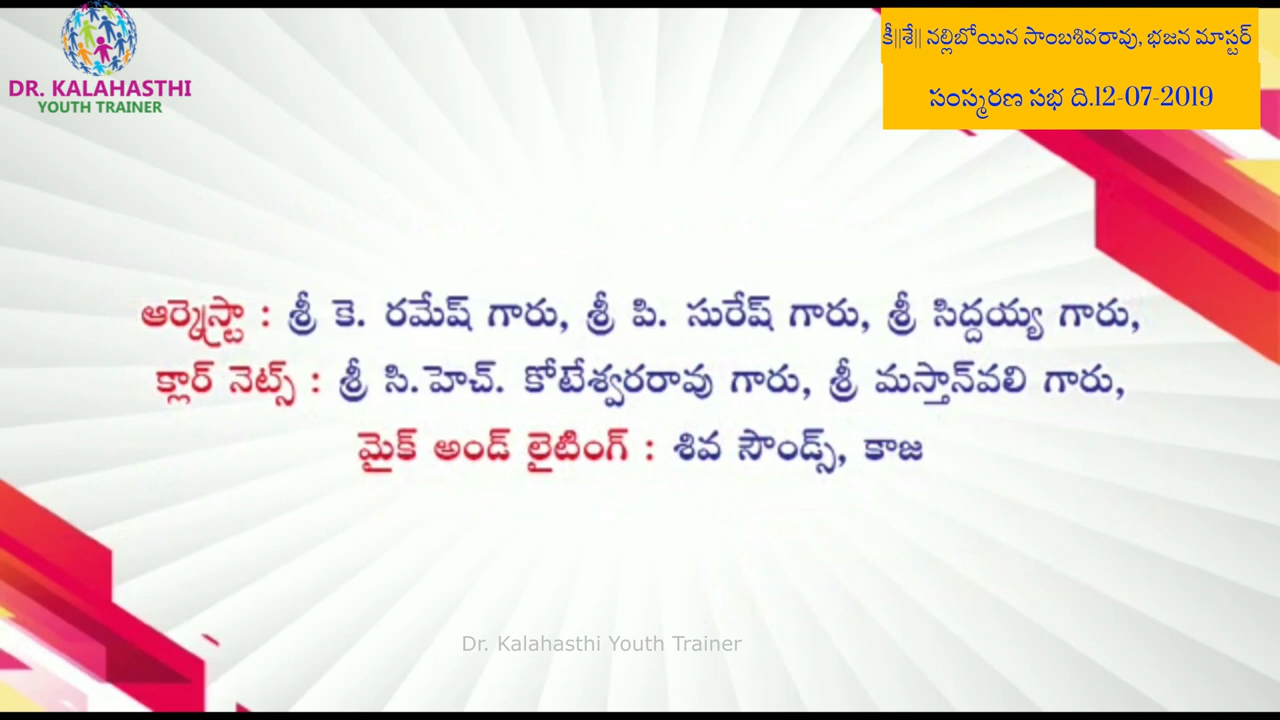 DR. KALAHASTHI
YOUTH TRAINER
కీ||శే|| నల్లిబోయిన సాంబశివరావు, భజన మాస్టర్
సంస్మరణ సభ ది.12-07-2019
ఆర్కెస్ట్రా : శ్రీ కె. రమేష్ గారు, శ్రీ పి. సురేష్ గారు, శ్రీ సిద్దయ్య గారు,
క్లార్ నెట్స్ : శ్రీ సి.హెచ్. కోటేశ్వరరావు గారు, శ్రీ మస్తాన్‌వలి గారు,
మైక్ అండ్ లైటింగ్ : శివ సౌండ్స్, కాజ
Dr. Kalahasthi Youth Trainer